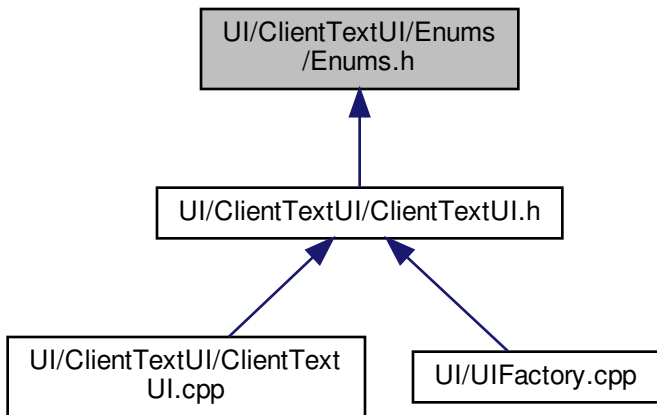 UI/ClientTextUI/Enums
/Enums.h
UI/ClientTextUI/ClientTextUI.h
UI/ClientTextUI/ClientText
UI.cpp
UI/UIFactory.cpp